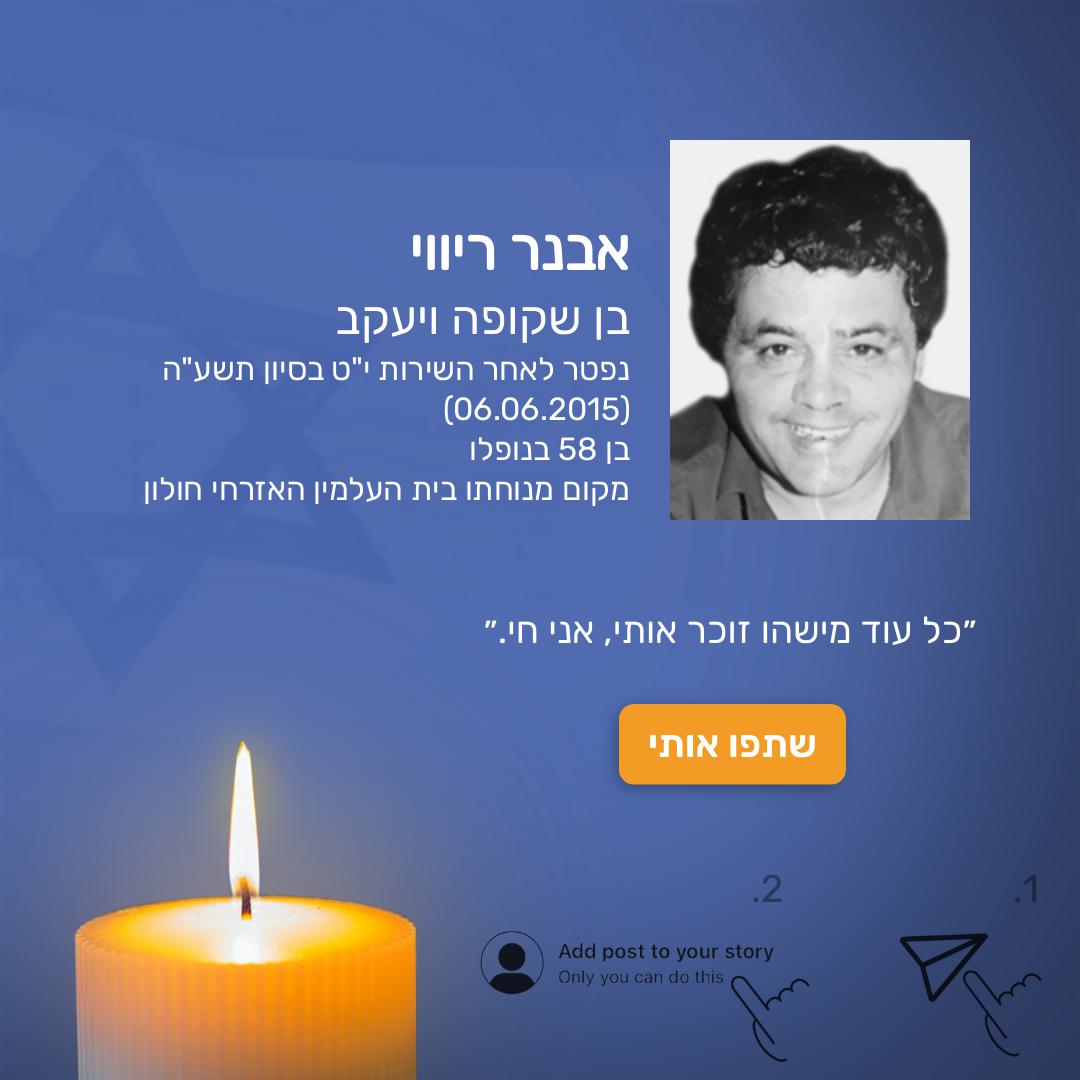 אבנר ריווי
בן שקופה ויעקב
נפטר לאחר השירות י"ט בסיון תשע"ה
(06.06.2015)
בן 58 בנופלו
מקום מנוחתו בית העלמין האזרחי חולון
״כל עוד מישהו זוכר אותי, אני חי.״
שתפו אותי
1.
2.
Add post to your story
Only you can do this